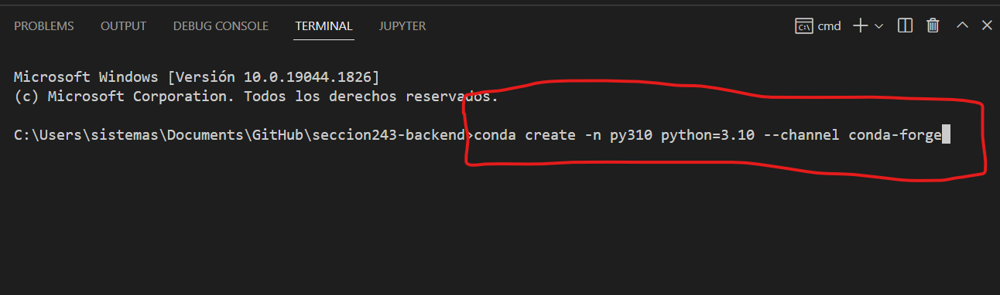 PROBLEMS OUTPUT DEBUG CONSOLE TERMINAL JUPYTER cmd
Microsoft Windows [Versión 10.0.19044.1826]
(c) Microsoft Corporation. Todos los derechos reservados.
C:\Users\sistemas\Documents\GitHub\seccion243-backend>conda create -n py310 python=3.10 --channel conda-forge